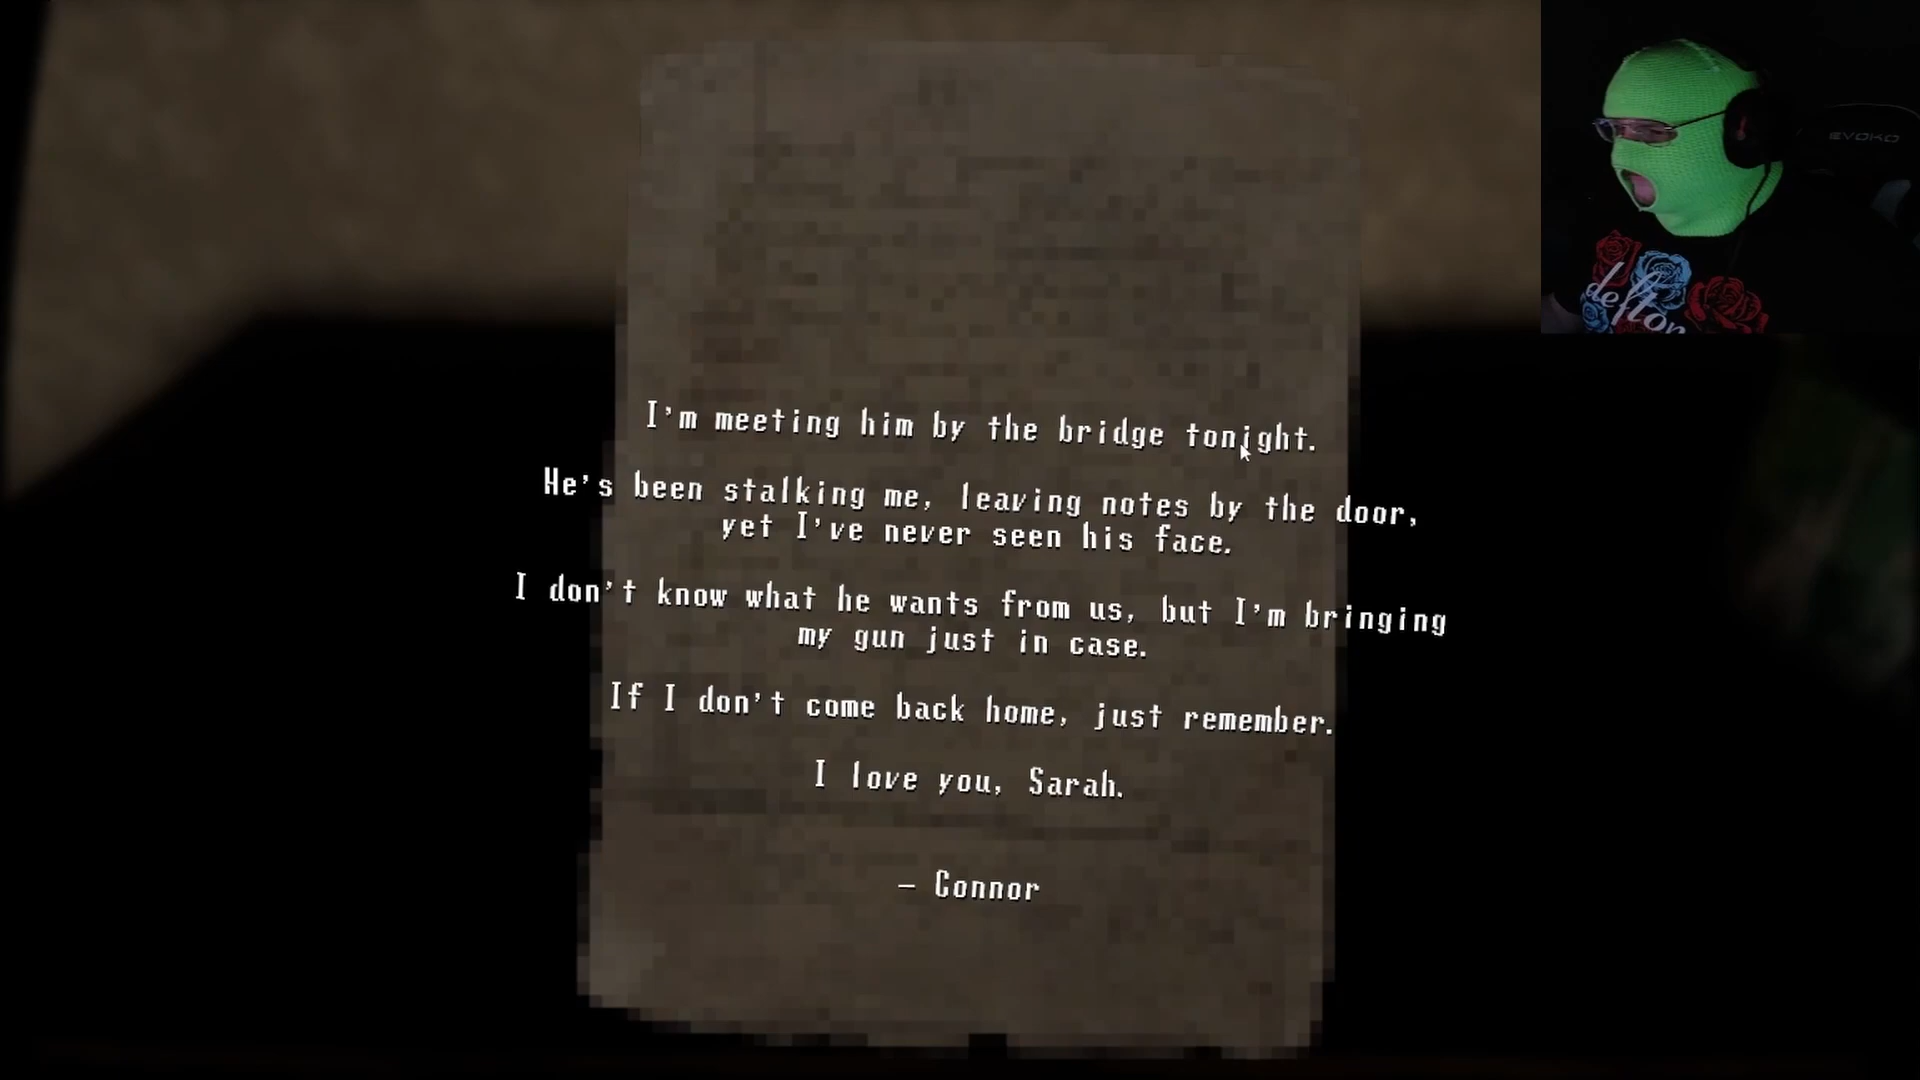 I'm meeting him by the bridge tonight.
He's been stalking me, leaving notes by the door,
yet I've never seen his face.
I don't know what he wants from us, but I'm bringing
my gun just in case.
If I don't come back home, just remember.
I love you, Sarah.
- Connor
EVOKO
defton